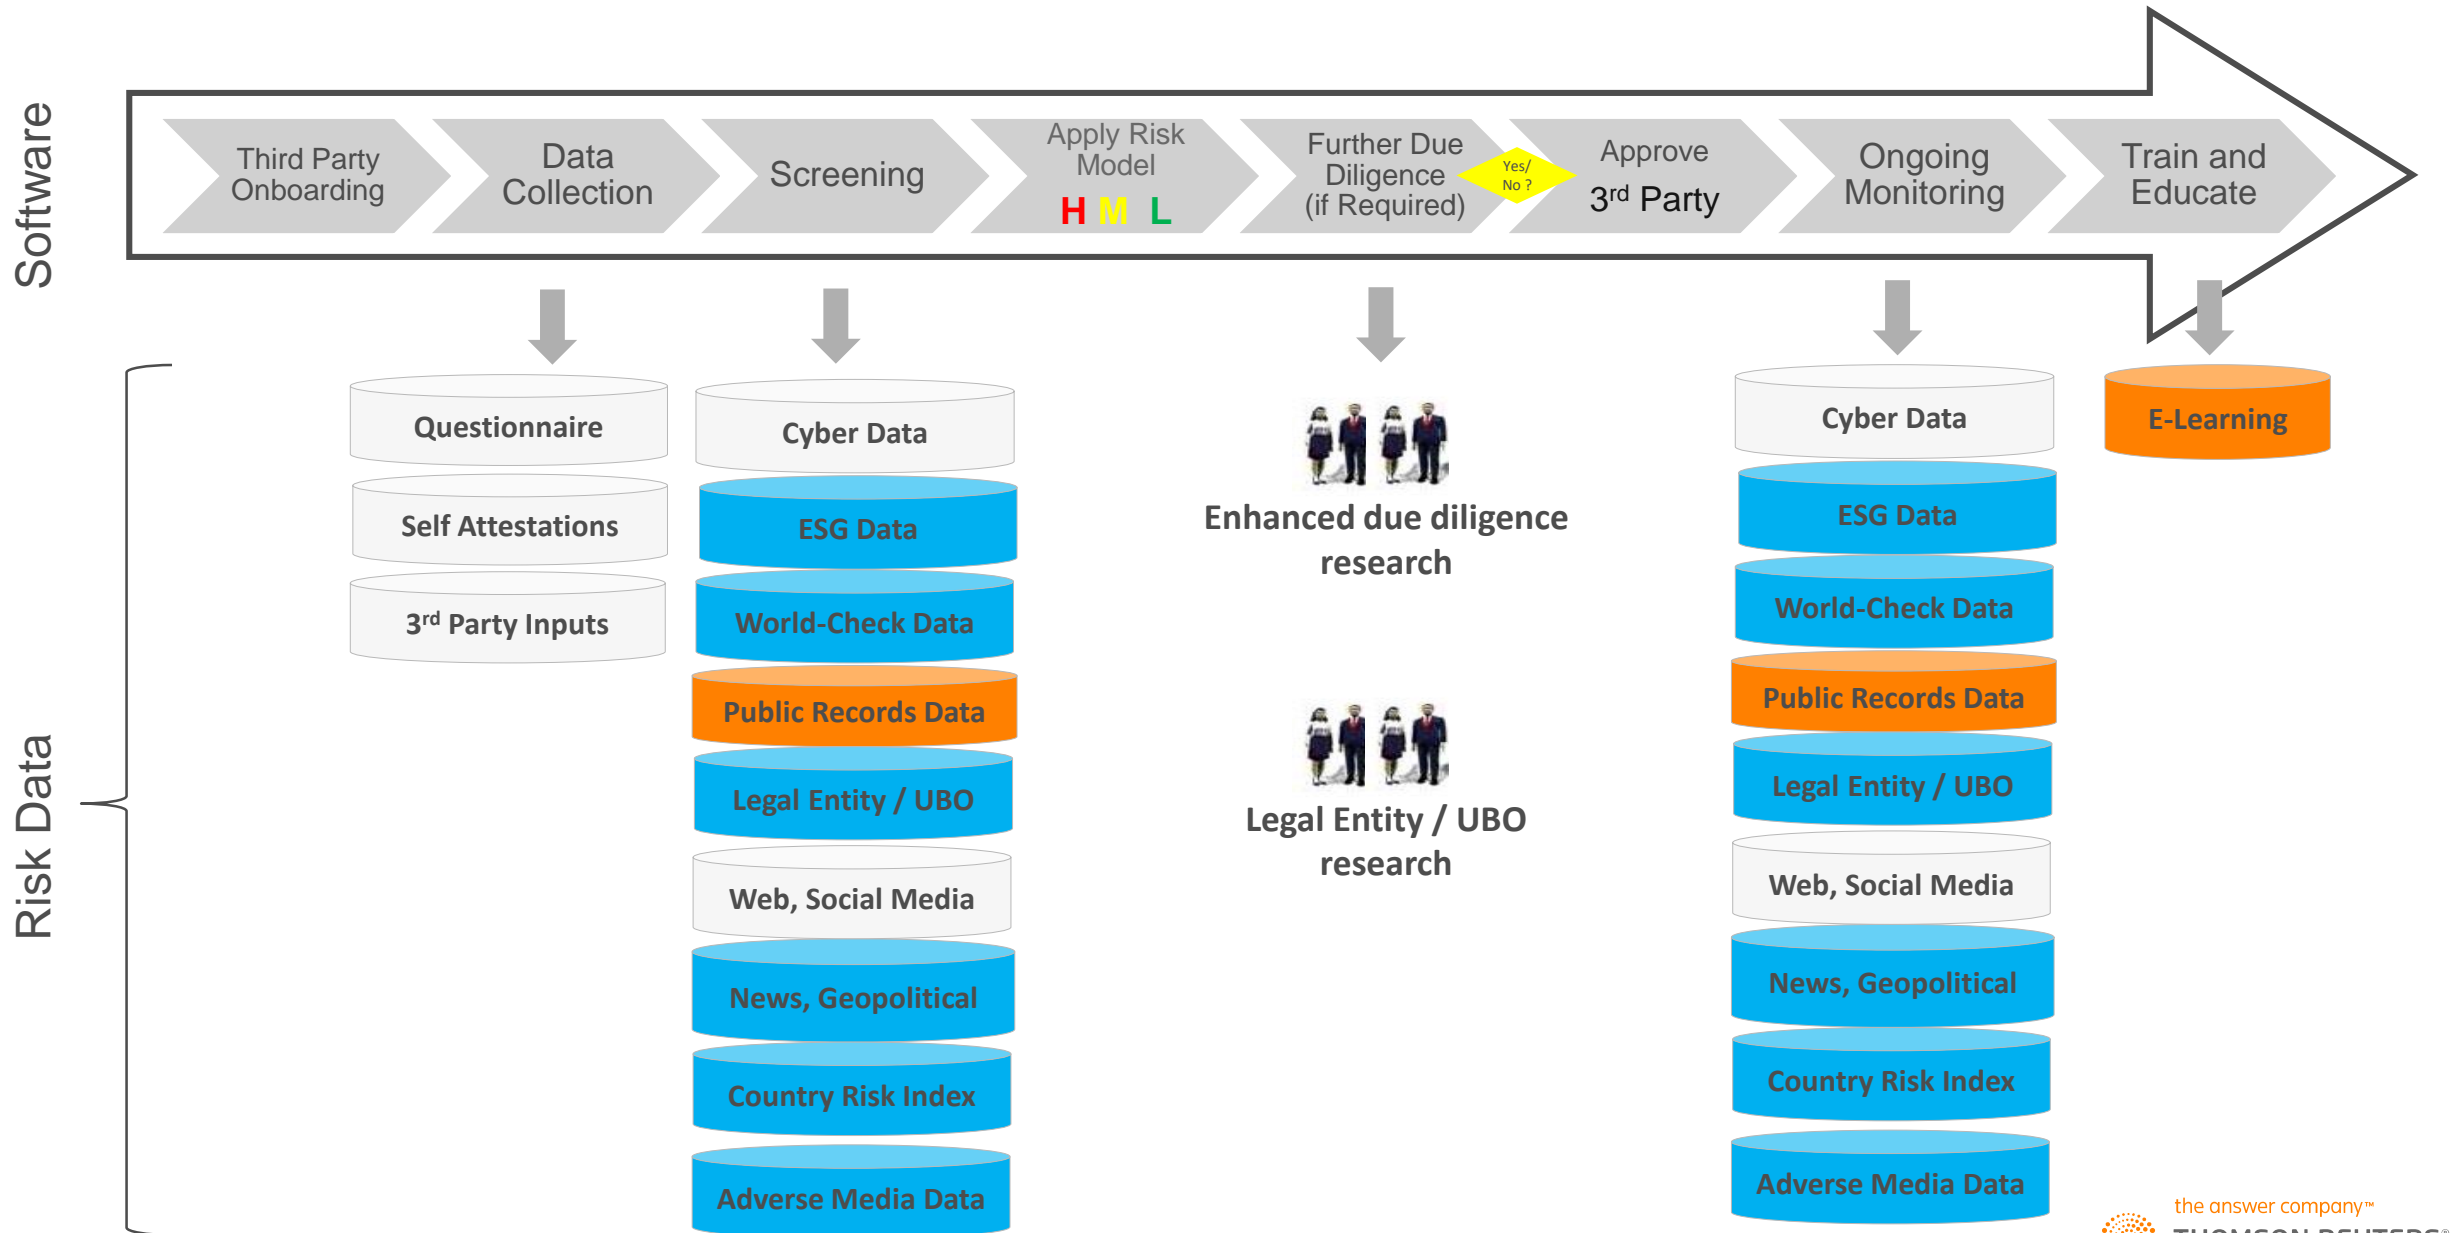 Software
Third Party
Onboarding
Data
Collection
Screening
Apply Risk
Model
H M L
Further Due
Diligence
(if Required)
Yes/
No ?
Approve
3rd Party
Ongoing
Monitoring
Train and
Educate
Risk Data
Questionnaire
Self Attestations
3rd Party Inputs
Cyber Data
ESG Data
World-Check Data
Public Records Data
Legal Entity / UBO
Web, Social Media
News, Geopolitical
Country Risk Index
Adverse Media Data
Enhanced due diligence
research
Legal Entity / UBO
research
Cyber Data
ESG Data
World-Check Data
Public Records Data
Legal Entity / UBO
Web, Social Media
News, Geopolitical
Country Risk Index
Adverse Media Data
E-Learning
the answer company™
THOMSON REUTERS®